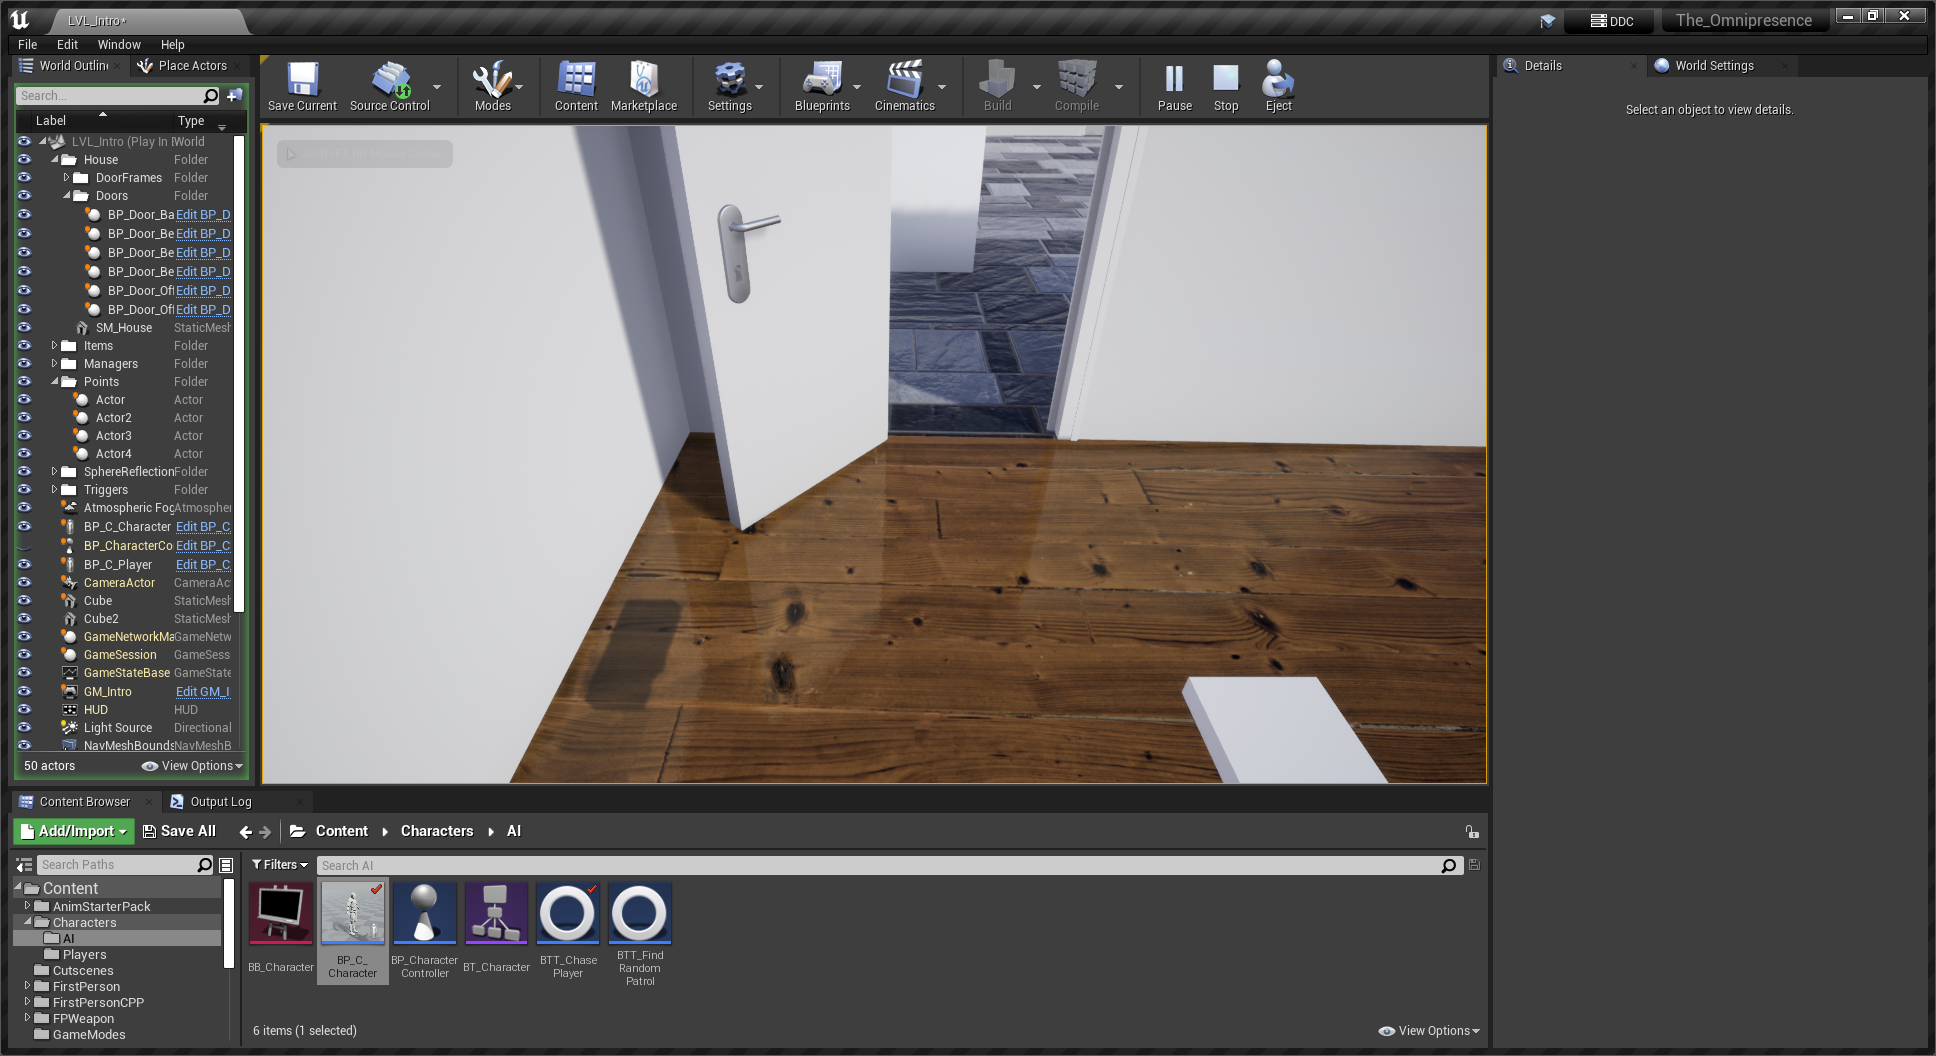 LVL_Intro*
DDC
The_Omnipresence
File Edit Window Help
World Outlin
Place Actors
Search...
Label Type
LVL_Intro (Play In E World
House Folder
DoorFrames Folder
Doors Folder
BP_Door_Ba Edit BP_D
BP_Door_Be Edit BP_D
BP_Door_Be Edit BP_D
BP_Door_Be Edit BP_D
BP_Door_Off Edit BP_D
BP_Door_Off Edit BP_D
SM_House StaticMesh
Items Folder
Managers Folder
Points Folder
Actor Actor
Actor2 Actor
Actor3 Actor
Actor4 Actor
SphereReflection Folder
Triggers Folder
Atmospheric Fog Atmospher
BP_C_Character Edit BP_C
BP_CharacterCo Edit BP_C
BP_C_Player Edit BP_C
CameraActor CameraAc
Cube StaticMesh
Cube2 StaticMesh
GameNetworkMa GameNetw
GameSession GameSess
GameStateBase GameState
GM_Intro Edit GM_I
HUD HUD
Light Source Directional
NavMeshBounds NavMeshB
50 actors
View Options
Save Current
Source Control
Modes
Content
Marketplace
Settings
Blueprints
Cinematics
Build
Compile
Pause
Stop
Eject
Details
World Settings
Select an object to view details.
Content Browser
Output Log
Add/Import
Save All
Content Characters AI
Search Paths
Content
AnimStarterPack
Characters
AI
Players
Cutscenes
FirstPerson
FirstPersonCPP
FPWeapon
GameModes
Filters
Search AI
BB_Character
BP_C_
Character
BP_Character
Controller
BT_Character
BTT_Chase
Player
BTT_Find
Random
Patrol
6 items (1 selected)
View Options